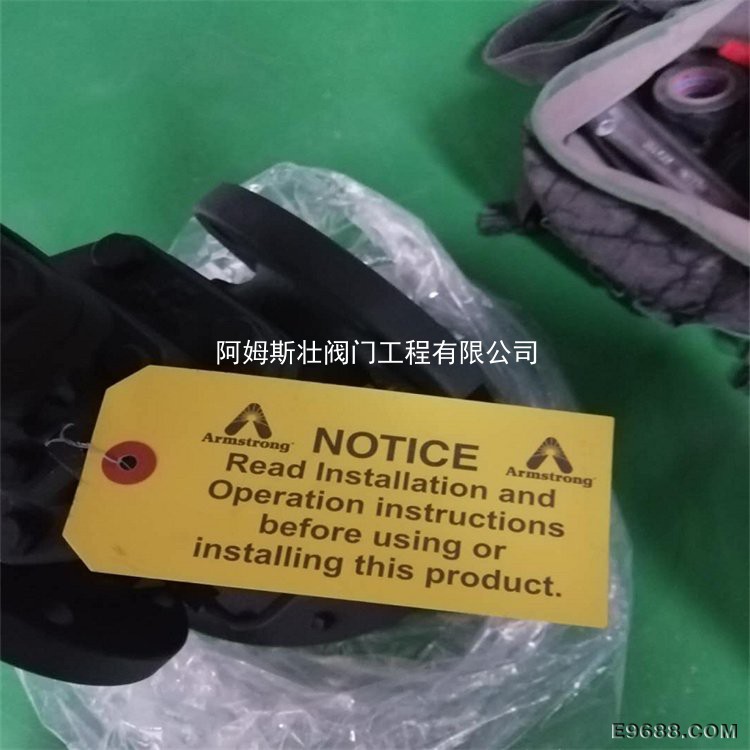 阿姆斯壮阀门工程有限公司
Armstrong
NOTICE
Armstrong
Read Installation and
Operation instructions
before using or
installing this product.
E9688.COM